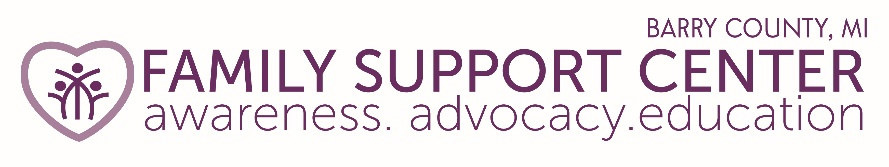 BARRY COUNTY, MI
FAMILY SUPPORT CENTER
awareness. advocacy.education